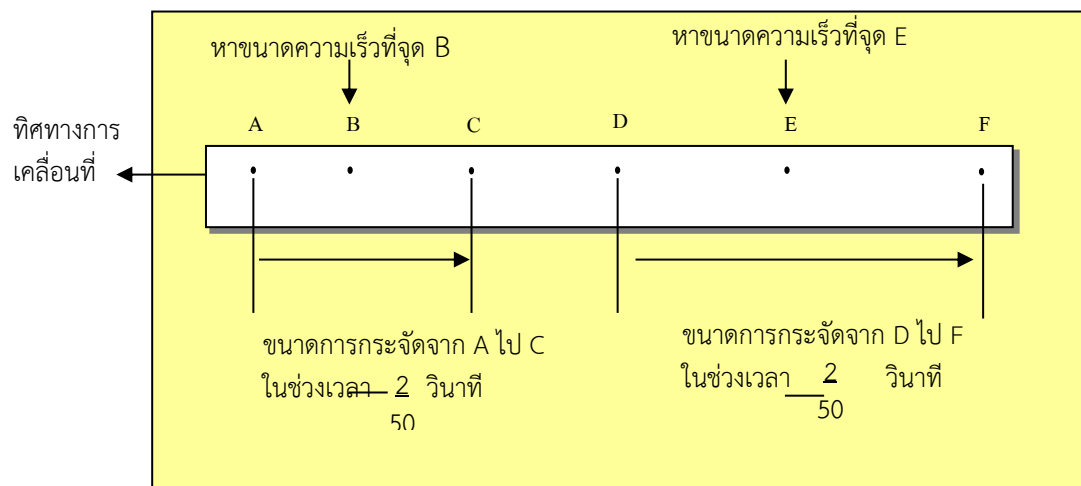 หาขนาดความเร็วที่จุด B
หาขนาดความเร็วที่จุด E
ทิศทางการ
เคลื่อนที่
A B C D E F
ขนาดการกระจัดจาก A ไป C
ในช่วงเวลา 2 วินาที
50
ขนาดการกระจัดจาก D ไป F
ในช่วงเวลา 2 วินาที
50